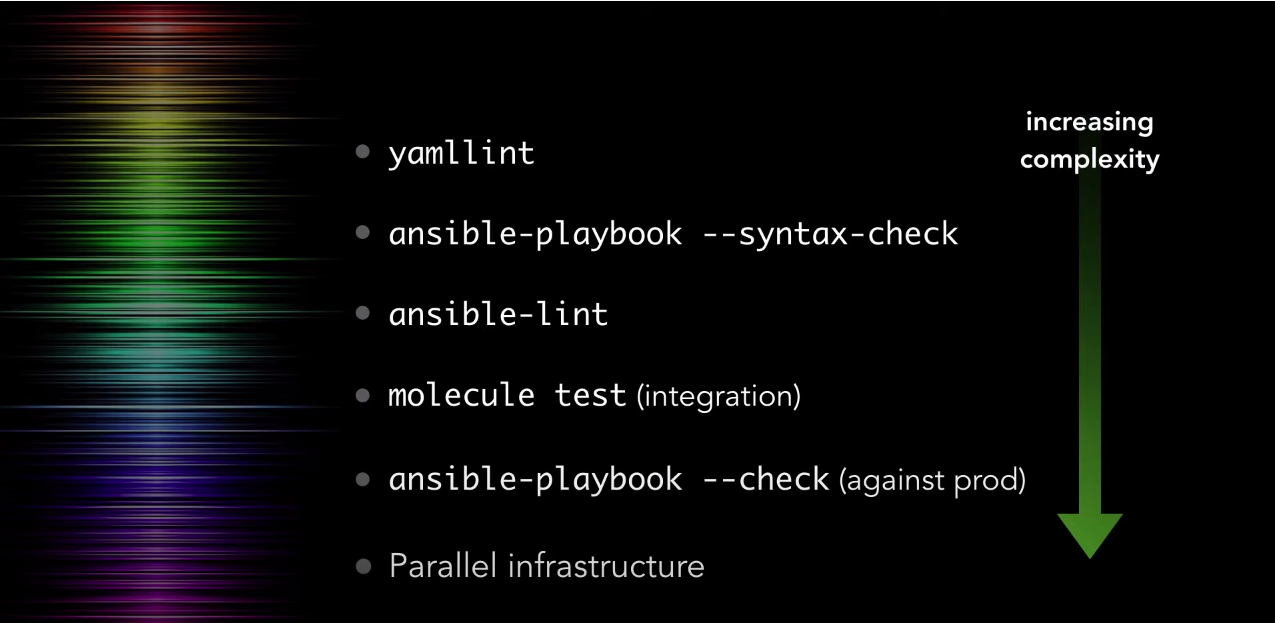 increasing
complexity
• yamllint
• ansible-playbook --syntax-check
• ansible-lint
• molecule test (integration)
• ansible-playbook --check (against prod)
• Parallel infrastructure